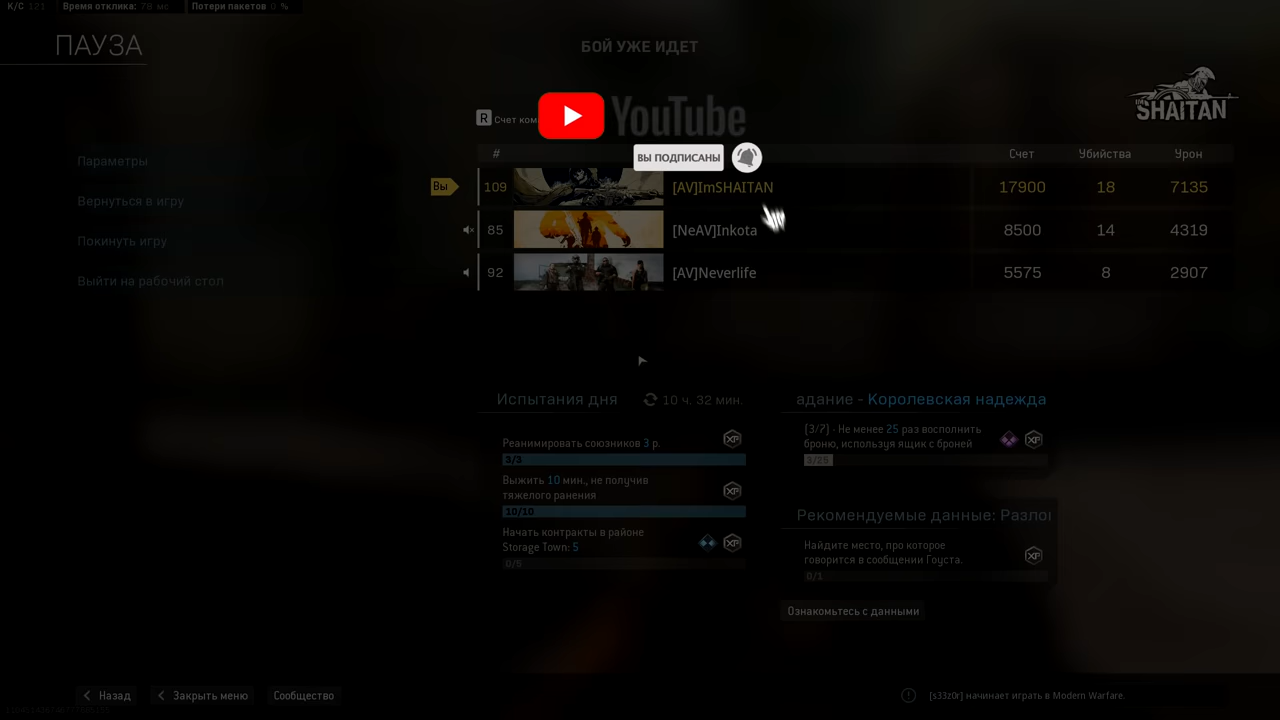 К/С 121 Время отклика: 78 мс Потери пакетов 0 %
ПАУЗА
БОЙ УЖЕ ИДЕТ
SHAITAN
YouTube
R Счет ком
ВЫ ПОДПИСАНЫ
# Счет Убийства Урон
Вы 109 [AV]ImSHAITAN 17900 18 7135
85 [NeAV]Inkota 8500 14 4319
92 [AV]Neverlife 5575 8 2907
Параметры
Вернуться в игру
Покинуть игру
Выйти на рабочий стол
Испытания дня 10 ч. 32 мин.
Реанимировать союзников 3 р.
XP
3/3
Выжить 10 мин., не получив
тяжелого ранения
XP
10/10
Начать контракты в районе
Storage Town: 5
XP
0/5
адание - Королевская надежда
(3/7) - Не менее 25 раз восполнить
броню, используя ящик с броней
XP
3/25
Рекомендуемые данные: Разло
Найдите место, про которое
говорится в сообщении Гоуста.
XP
0/1
Ознакомьтесь с данными
Назад Закрыть меню Сообщество
[s33z0r] начинает играть в Modern Warfare.